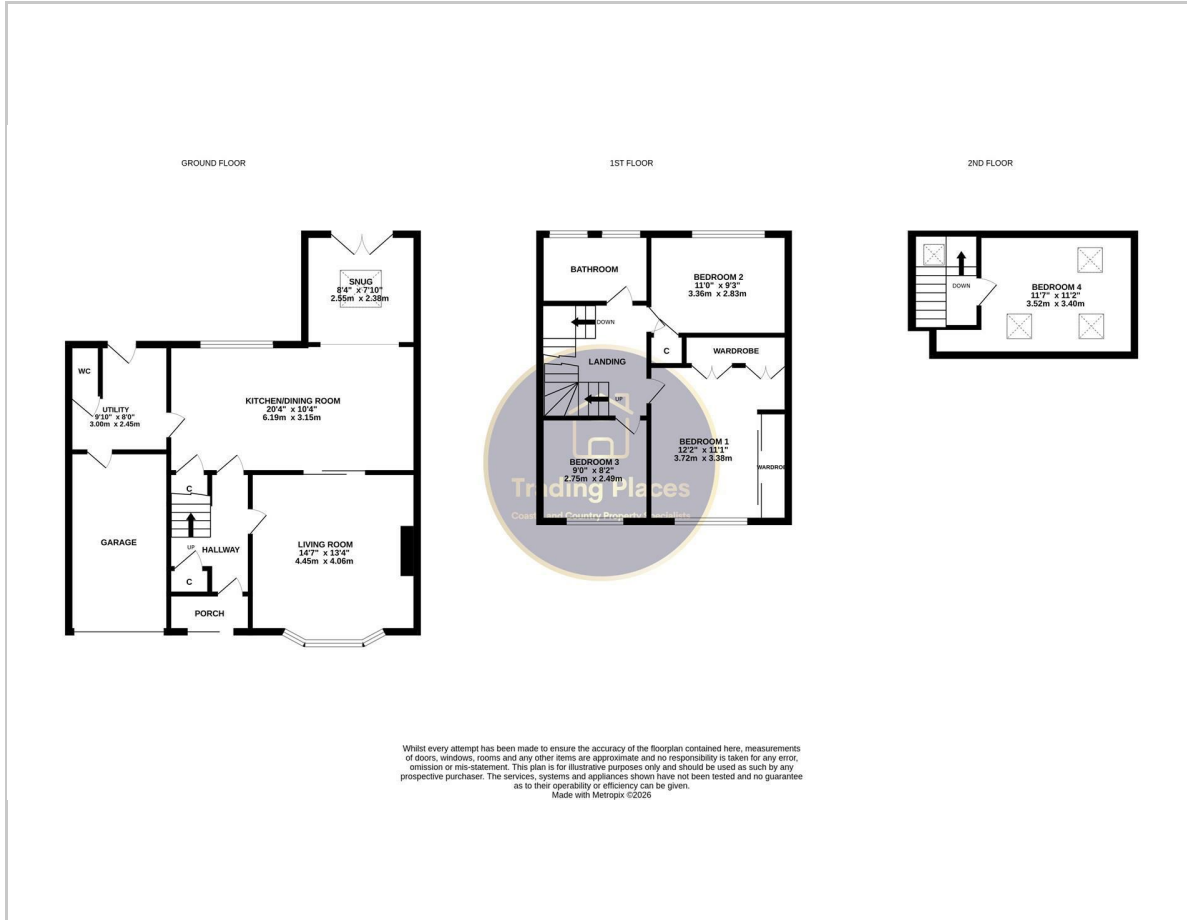 GROUND FLOOR
SNUG
8'4" x 7'10"
2.55m x 2.38m
WC
UTILITY
9'10" x 8'0"
3.00m x 2.45m
KITCHEN/DINING ROOM
20'4" x 10'4"
6.19m x 3.15m
C
UP
HALLWAY
C
GARAGE
LIVING ROOM
14'7" x 13'4"
4.45m x 4.06m
PORCH
1ST FLOOR
BATHROOM
BEDROOM 2
11'0" x 9'3"
3.36m x 2.83m
DOWN
LANDING
C
WARDROBE
UP
BEDROOM 1
12'2" x 11'1"
3.72m x 3.38m
WARDROBE
BEDROOM 3
9'0" x 8'2"
2.75m x 2.49m
Trading Places
Coastal and Country Property Specialists
2ND FLOOR
DOWN
BEDROOM 4
11'7" x 11'2"
3.52m x 3.40m
Whilst every attempt has been made to ensure the accuracy of the floorplan contained here, measurements
of doors, windows, rooms and any other items are approximate and no responsibility is taken for any error,
omission or mis-statement. This plan is for illustrative purposes only and should be used as such by any
prospective purchaser. The services, systems and appliances shown have not been tested and no guarantee
as to their operability or efficiency can be given.
Made with Metropix ©2026